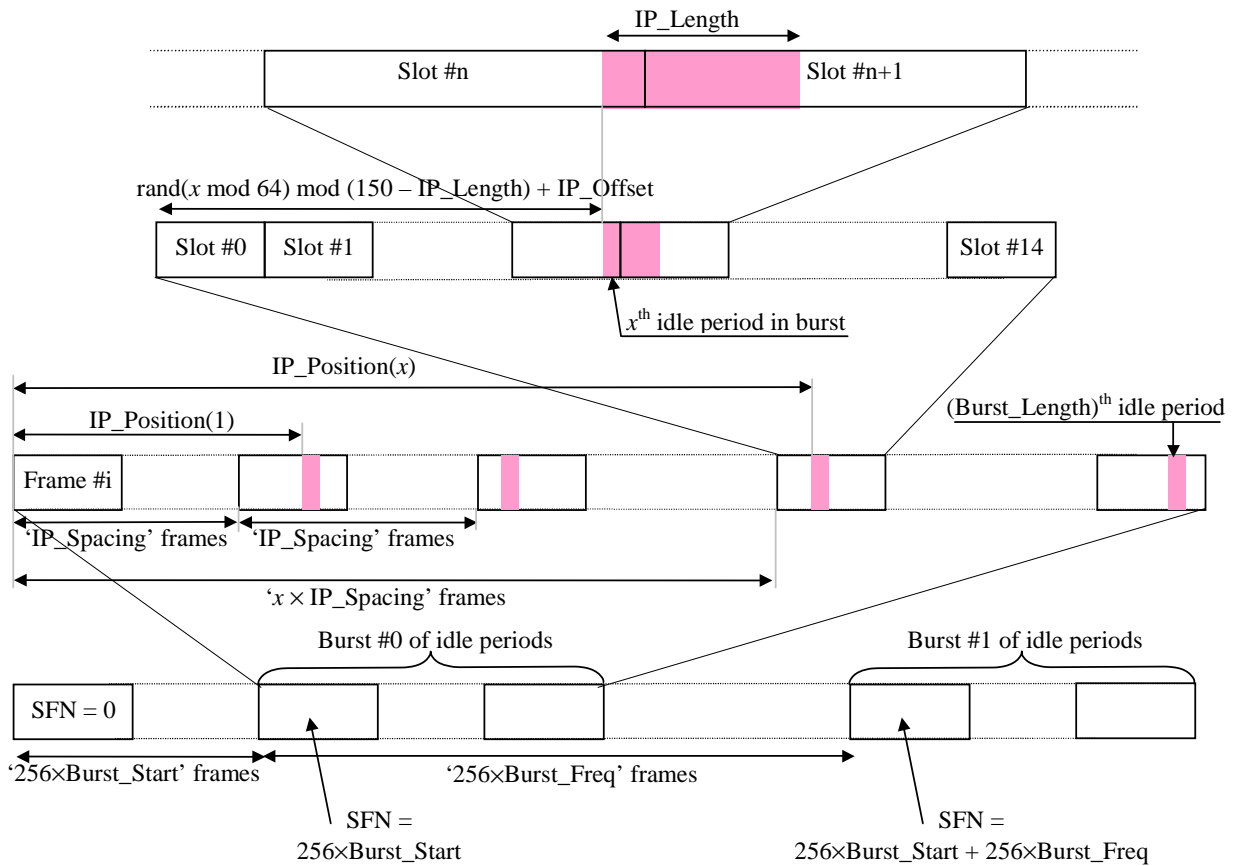 IP_Length
Slot #n
Slot #n+1
rand(x mod 64) mod (150 – IP_Length) + IP_Offset
Slot #0
Slot #1
Slot #14
xth idle period in burst
IP_Position(x)
(Burst_Length)th idle period
IP_Position(1)
Frame #i
‘IP_Spacing’ frames
‘IP_Spacing’ frames
‘x × IP_Spacing’ frames
Burst #0 of idle periods
Burst #1 of idle periods
SFN = 0
‘256×Burst_Start’ frames
‘256×Burst_Freq’ frames
SFN =
256×Burst_Start
SFN =
256×Burst_Start + 256×Burst_Freq